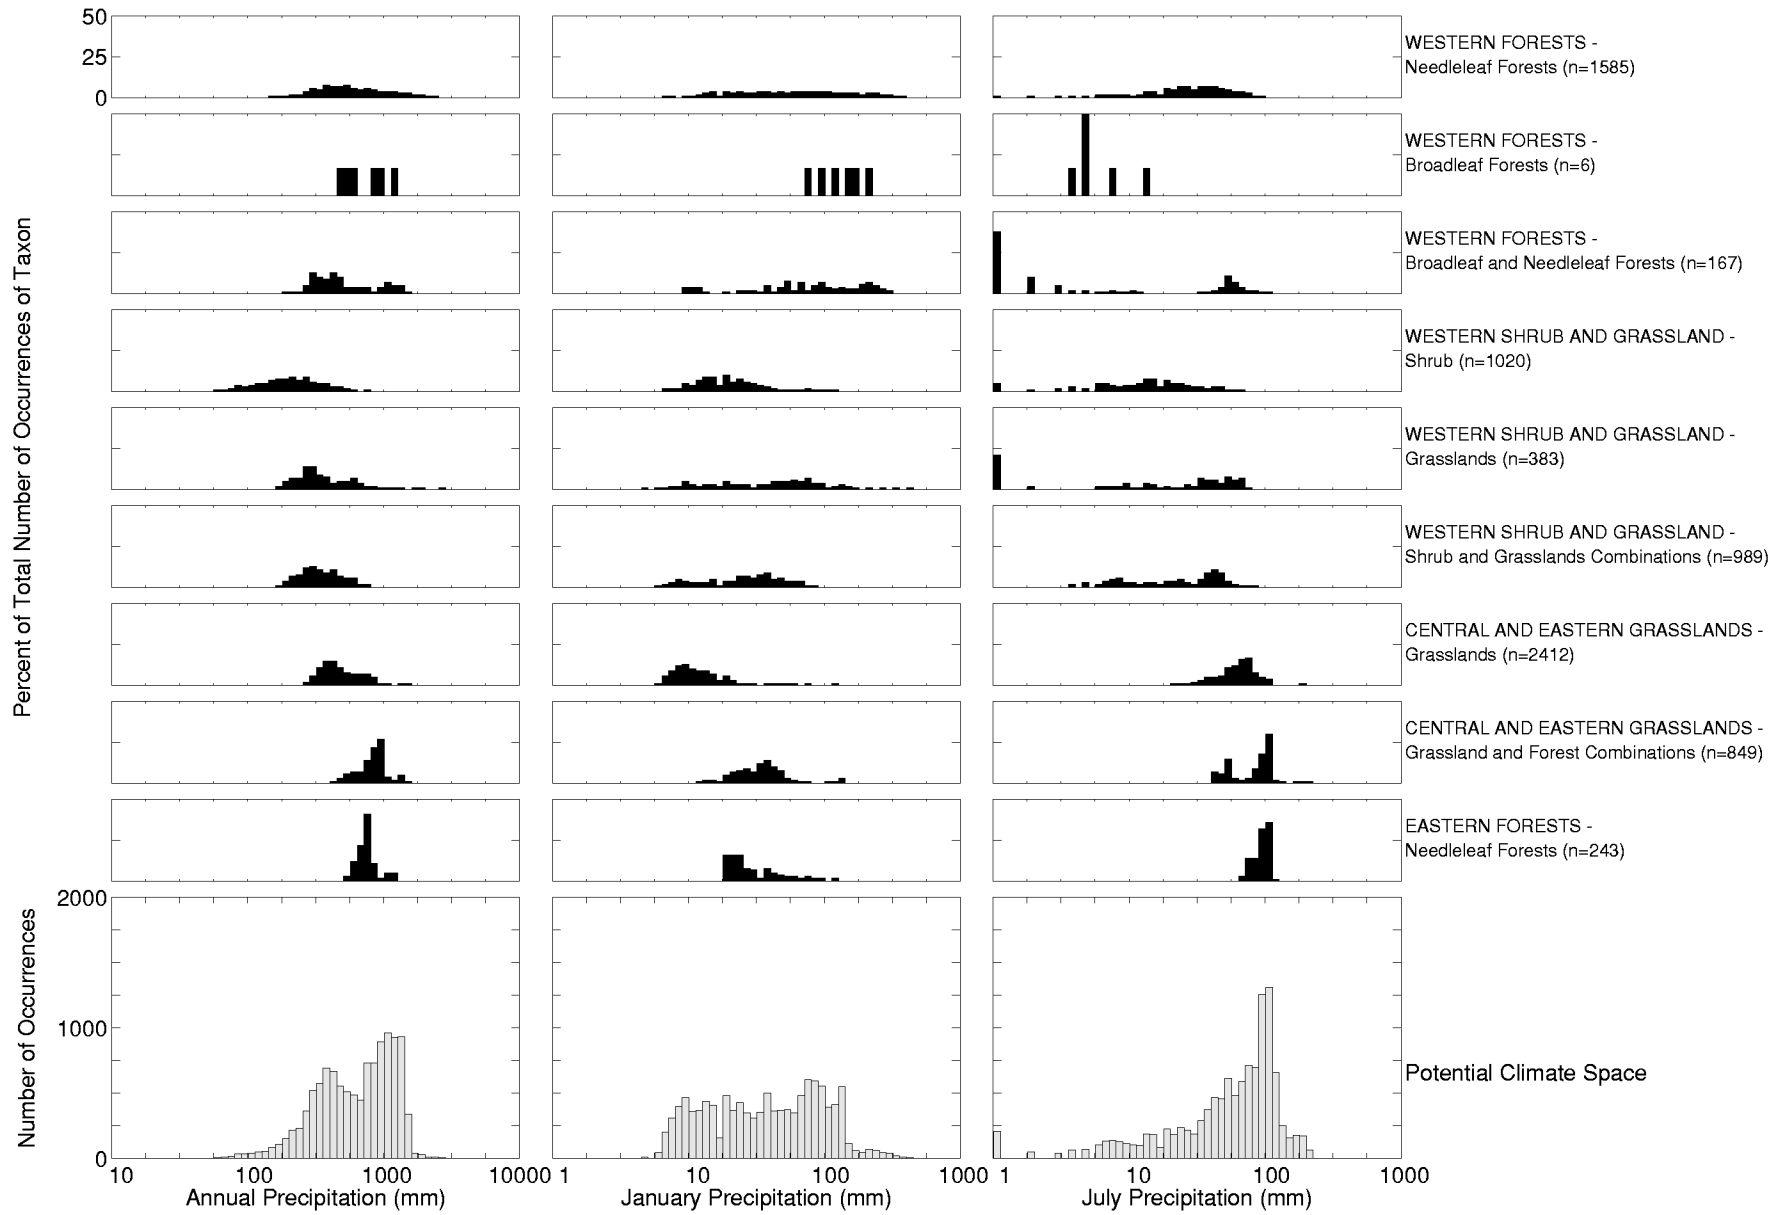 50
25
0
WESTERN FORESTS -
Needleleaf Forests (n=1585)
WESTERN FORESTS -
Broadleaf Forests (n=6)
WESTERN FORESTS -
Broadleaf and Needleleaf Forests (n=167)
WESTERN SHRUB AND GRASSLAND -
Shrub (n=1020)
WESTERN SHRUB AND GRASSLAND -
Grasslands (n=383)
WESTERN SHRUB AND GRASSLAND -
Shrub and Grasslands Combinations (n=989)
CENTRAL AND EASTERN GRASSLANDS -
Grasslands (n=2412)
CENTRAL AND EASTERN GRASSLANDS -
Grassland and Forest Combinations (n=849)
EASTERN FORESTS -
Needleleaf Forests (n=243)
Percent of Total Number of Occurrences of Taxon
2000
1000
0
Number of Occurrences
Potential Climate Space
10 100 1000 10000
Annual Precipitation (mm)
1 10 100 1000
January Precipitation (mm)
1 10 100 1000
July Precipitation (mm)